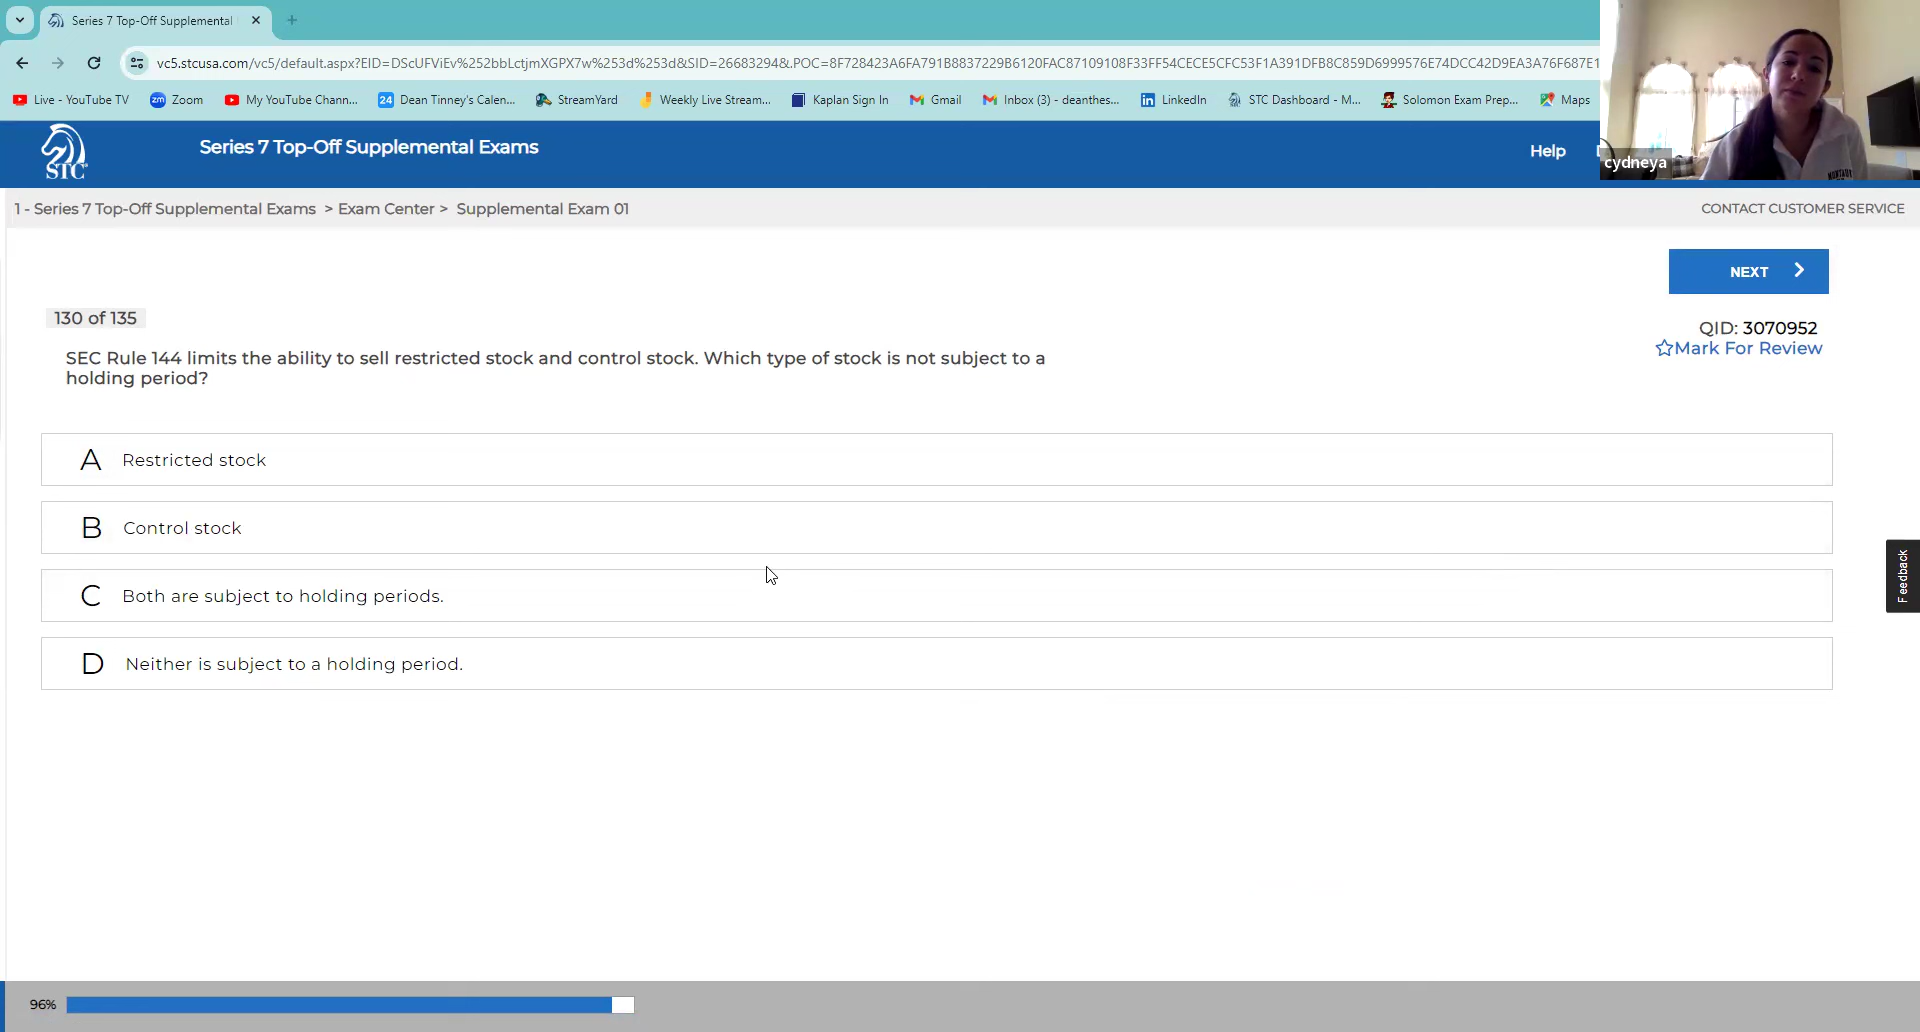 Series 7 Top-Off Supplemental
vc5.stcusa.com/vc5/default.aspx?EID=DScUFViEv%252bbLctjmXGPX7w%253d%253d&SID=26683294&.POC=8F728423A6FA791B8837229B6120FAC87109108F33FF54CECE5CFC53F1A391DFB8C859D6999576E74DCC42D9EA3A76F687E1
Live - YouTube TV
zm Zoom
My YouTube Chann...
24 Dean Tinney's Calen...
StreamYard
Weekly Live Stream...
Kaplan Sign In
Gmail
Inbox (3) - deanthes...
LinkedIn
STC Dashboard - M...
Solomon Exam Prep...
Maps
STC
Series 7 Top-Off Supplemental Exams
Help
cydneya
1 - Series 7 Top-Off Supplemental Exams > Exam Center > Supplemental Exam 01
CONTACT CUSTOMER SERVICE
NEXT
130 of 135
QID: 3070952
Mark For Review
SEC Rule 144 limits the ability to sell restricted stock and control stock. Which type of stock is not subject to a
holding period?
A Restricted stock
B Control stock
C Both are subject to holding periods.
D Neither is subject to a holding period.
Feedback
96%